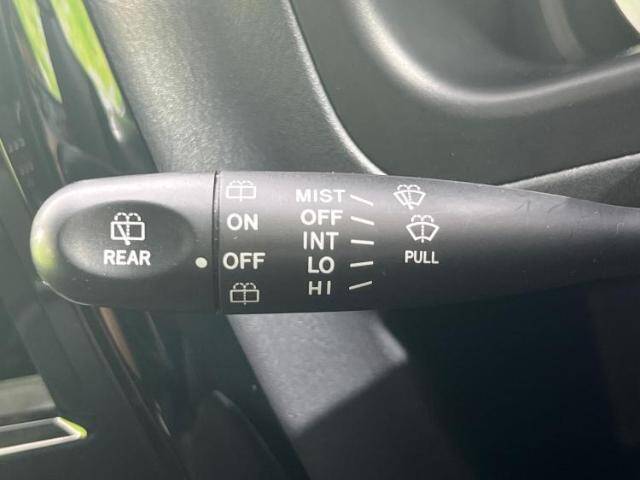 REAR
ON
OFF
MIST
OFF
INT
LO
HI
PULL